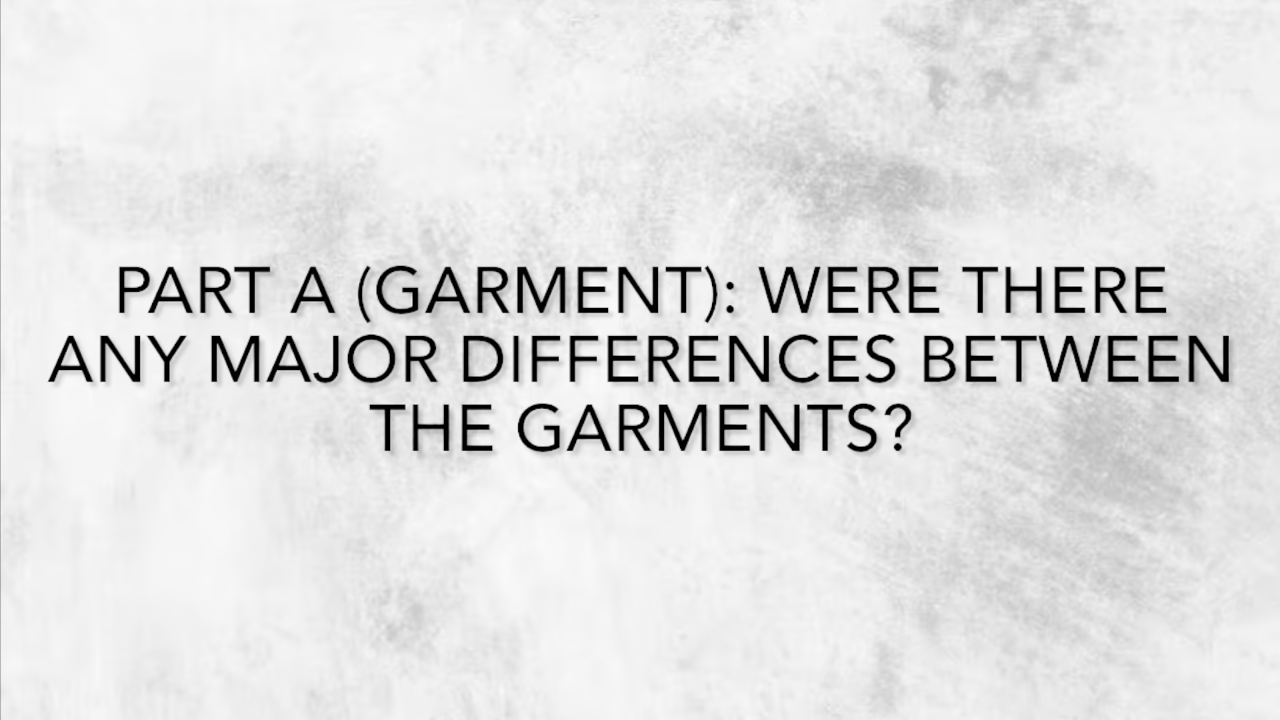 PART A (GARMENT): WERE THERE
ANY MAJOR DIFFERENCES BETWEEN
THE GARMENTS?